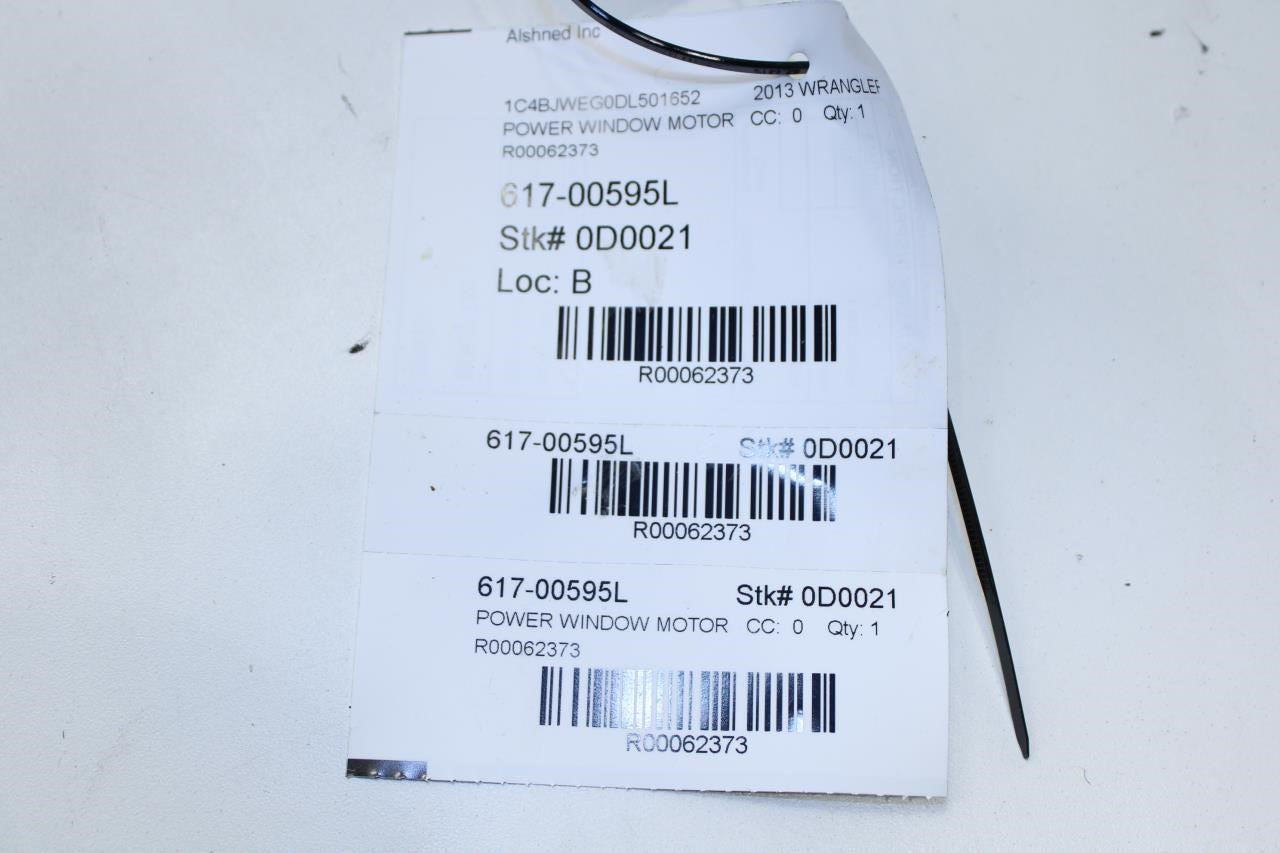 Alshned Inc
1C4BJWEG0DL501652 2013 WRANGLER
POWER WINDOW MOTOR CC: 0 Qty: 1
R00062373
617-00595L
Stk# 0D0021
Loc: B
R00062373
617-00595L Stk# 0D0021
R00062373
617-00595L Stk# 0D0021
POWER WINDOW MOTOR CC: 0 Qty: 1
R00062373
R00062373